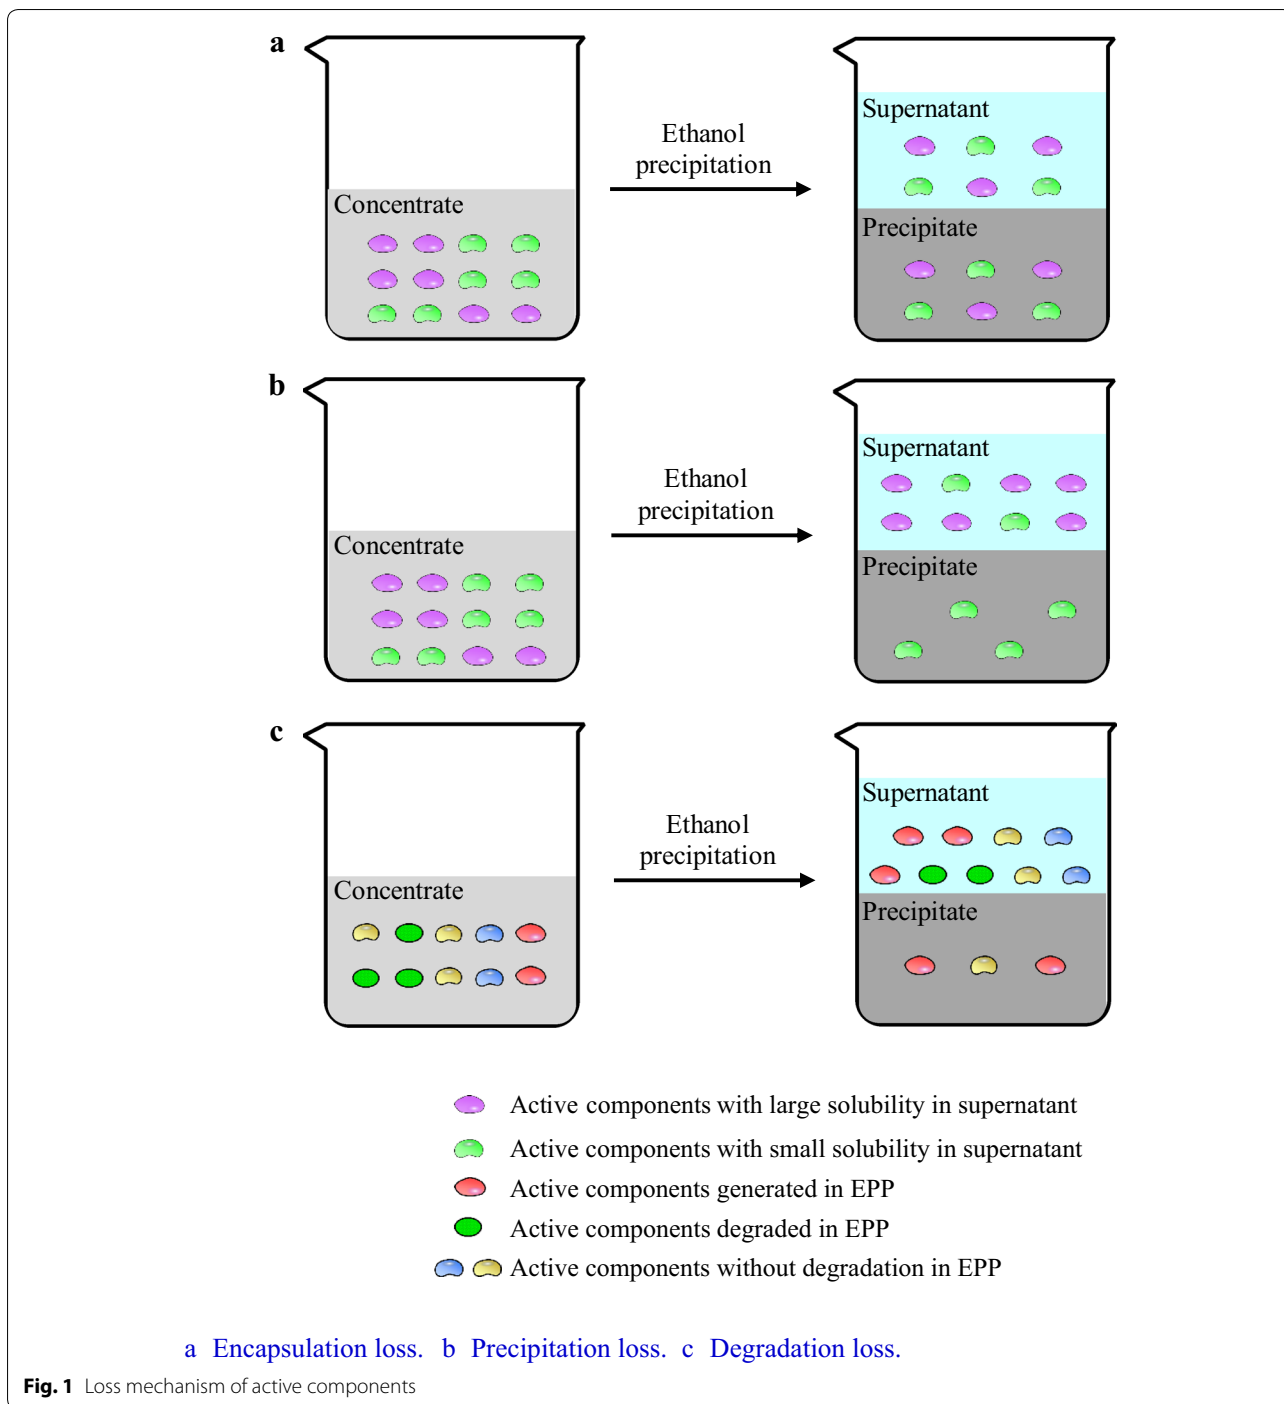 a
Concentrate
Ethanol
precipitation
Supernatant
Precipitate
b
Concentrate
Ethanol
precipitation
Supernatant
Precipitate
c
Concentrate
Ethanol
precipitation
Supernatant
Precipitate
Active components with large solubility in supernatant
Active components with small solubility in supernatant
Active components generated in EPP
Active components degraded in EPP
Active components without degradation in EPP
a Encapsulation loss. b Precipitation loss. c Degradation loss.
Fig. 1 Loss mechanism of active components